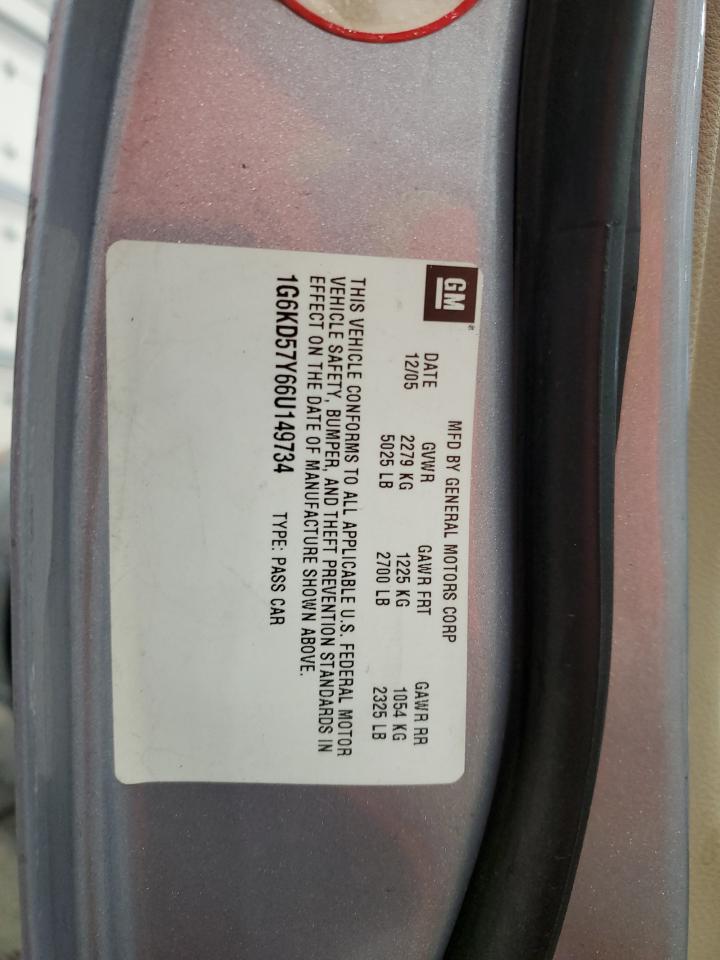 GM®
MFD BY GENERAL MOTORS CORP
DATE GVWR GAWR FRT GAWR RR
12/05 2279 KG 1225 KG 1054 KG
5025 LB 2700 LB 2325 LB
THIS VEHICLE CONFORMS TO ALL APPLICABLE U.S. FEDERAL MOTOR
VEHICLE SAFETY, BUMPER, AND THEFT PREVENTION STANDARDS IN
EFFECT ON THE DATE OF MANUFACTURE SHOWN ABOVE.
1G6KD57Y66U149734 TYPE: PASS CAR